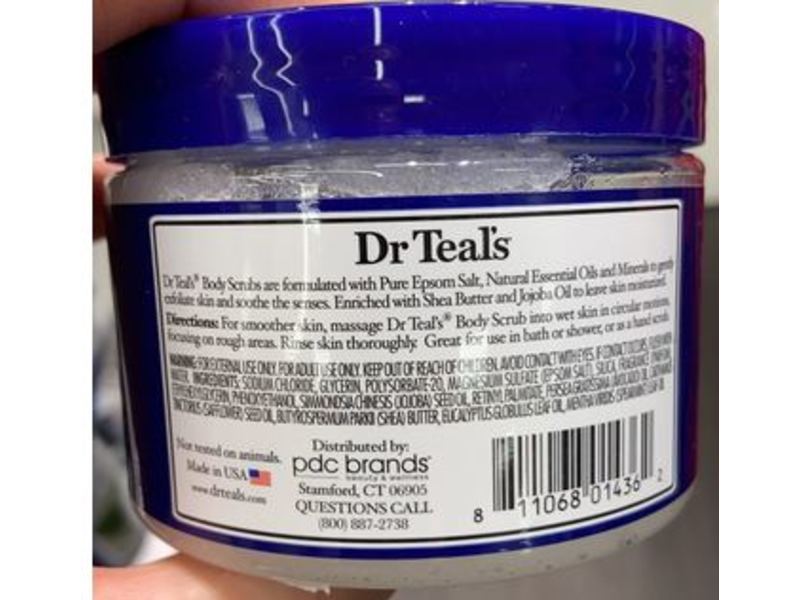 Dr Teal's
Dr Teal's® Body Scrubs are formulated with Pure Epsom Salt, Natural Essential Oils and Minerals to gently
exfoliate skin and soothe the senses. Enriched with Shea Butter and Jojoba Oil to leave skin moisturized.
Directions: For smoother skin, massage Dr Teal's® Body Scrub into wet skin in circular motions,
focusing on rough areas. Rinse skin thoroughly. Great for use in bath or shower, or as a hand scrub.
WARNING: FOR EXTERNAL USE ONLY. FOR ADULT USE ONLY. KEEP OUT OF REACH OF CHILDREN. AVOID CONTACT WITH EYES. IF CONTACT OCCURS, FLUSH WITH
WATER. INGREDIENTS: SODIUM CHLORIDE, GLYCERIN, POLYSORBATE-20, MAGNESIUM SULFATE (EPSOM SALT), SILICA, FRAGRANCE (PARFUM),
ETHYLHEXYLGLYCERIN, PHENOXYETHANOL, SIMMONDSIA CHINESIS (JOJOBA) SEED OIL, RETINYL PALMITATE, PERSEA GRATISSIMA (AVOCADO) OIL, CARTHAMUS
TINCTORIUS (SAFFLOWER) SEED OIL, BUTYROSPERMUM PARKII (SHEA) BUTTER, EUCALYPTUS GLOBULUS LEAF OIL, MENTHA VIRIDIS (SPEARMINT) LEAF OIL
Not tested on animals.
Made in USA
www.drteals.com
Distributed by:
pdc brands
beauty & wellness
Stamford, CT 06905
QUESTIONS CALL
(800) 887-2738
8 11068 01436 2